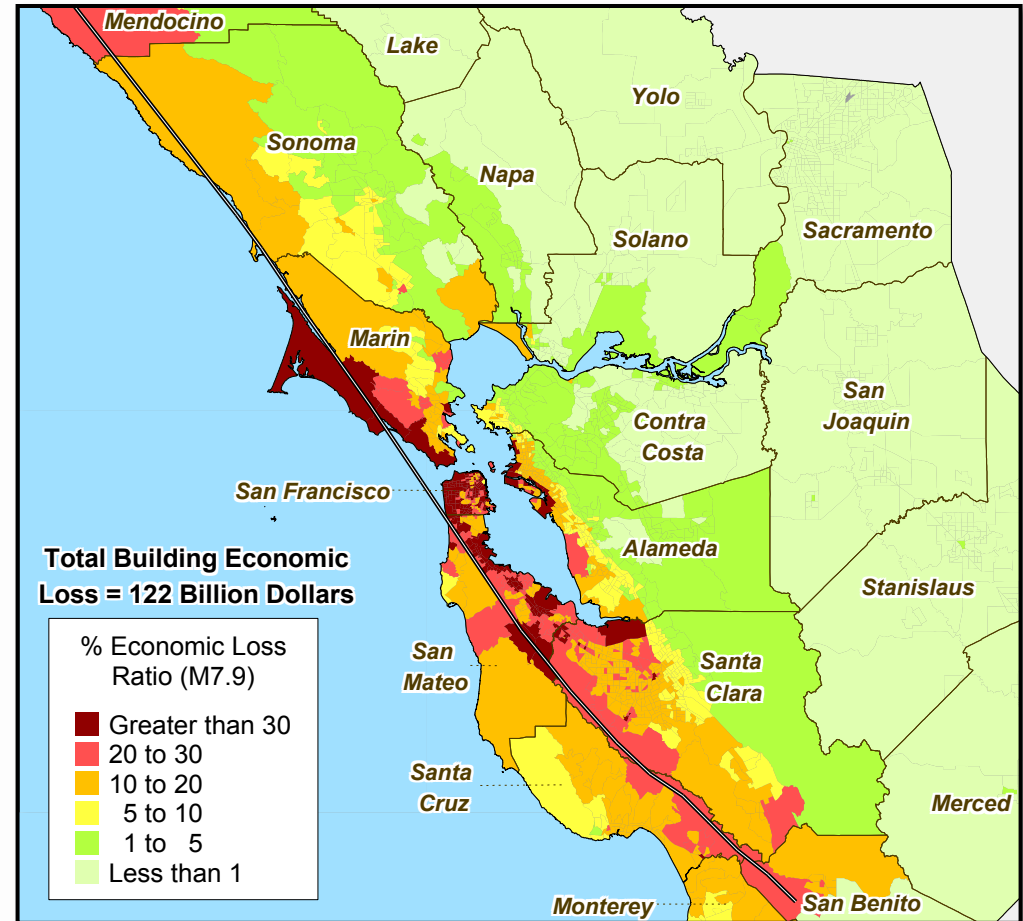 Mendocino
Lake
Yolo
Sonoma
Napa
Sacramento
Solano
Marin
San
Joaquin
Contra
Costa
San Francisco
Alameda
Total Building Economic
Loss = 122 Billion Dollars
Stanislaus
% Economic Loss
Ratio (M7.9)
Greater than 30
20 to 30
10 to 20
5 to 10
1 to 5
Less than 1
San
Mateo
Santa
Clara
Santa
Cruz
Merced
Monterey
San Benito